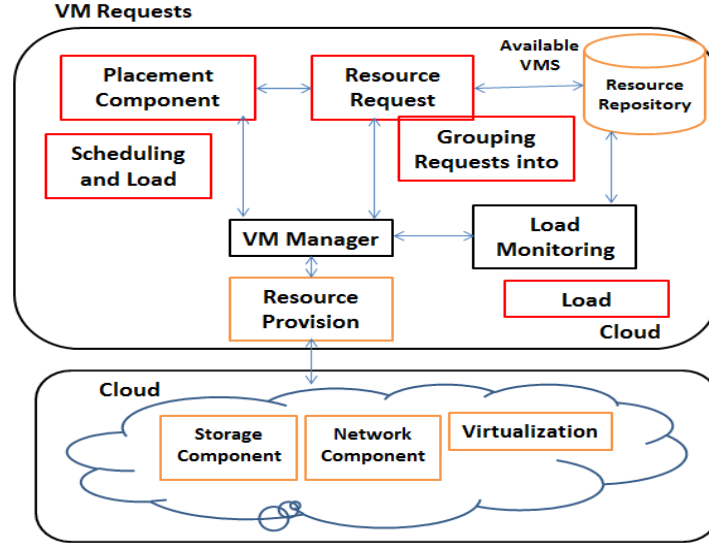 VM Requests
Placement
Component
Resource
Request
Available
VMS
Resource
Repository
Scheduling
and Load
Grouping
Requests into
VM Manager
Load
Monitoring
Resource
Provision
Load
Cloud
Cloud
Storage
Component
Network
Component
Virtualization